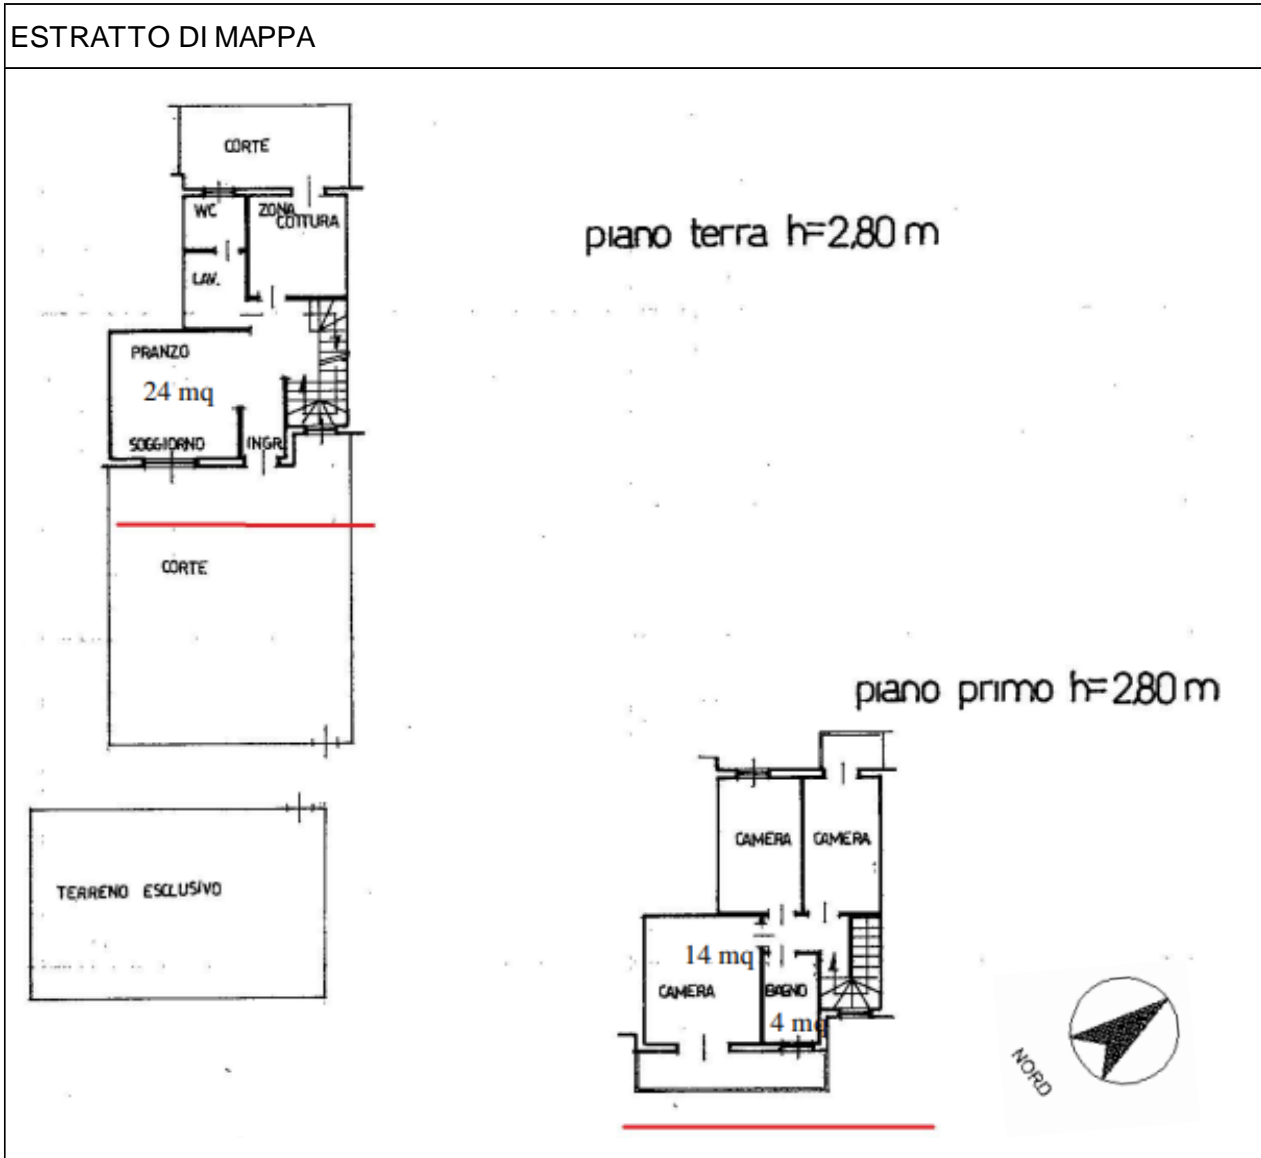 ESTRATTO DI MAPPA
CORTE
WC
ZONA
COTTURA
LAV.
piano terra h=2,80 m
PRANZO
24 mq
SOGGIORNO
INGR.
CORTE
piano primo h=2,80 m
CAMERA
CAMERA
TERRENO ESCLUSIVO
14 mq
CAMERA
BAGNO
4 mq
NORD